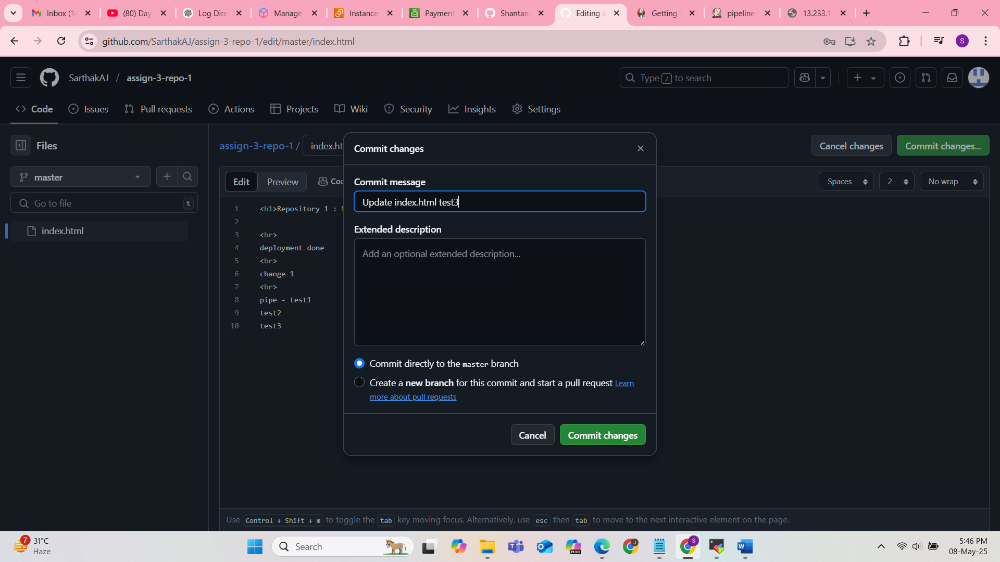 Inbox (1
(80) Day
Log Dire
Manage
Instance
Payment
Shantan
Editing a
Getting s
pipeline-
13.233.1
github.com/SarthakAJ/assign-3-repo-1/edit/master/index.html
S
SarthakAJ / assign-3-repo-1
Type / to search
Code
Issues
Pull requests
Actions
Projects
Wiki
Security
Insights
Settings
Files
master
Go to file
t
index.html
assign-3-repo-1 /
index.ht
Cancel changes
Commit changes...
Edit
Preview
Spaces
2
No wrap
1 <h1>Repository 1 :
2
3 <br>
4 deployment done
5 <br>
6 change 1
7 <br>
8 pipe - test1
9 test2
10 test3
Commit changes
Commit message
Update index.html test3
Extended description
Add an optional extended description...
Commit directly to the master branch
Create a new branch for this commit and start a pull request Learn
more about pull requests
Cancel
Commit changes
Use Control + Shift + m to toggle the tab key moving focus. Alternatively, use esc then tab to move to the next interactive element on the page.
7
31°C
Haze
Search
M365
J
S
5:46 PM
08-May-25